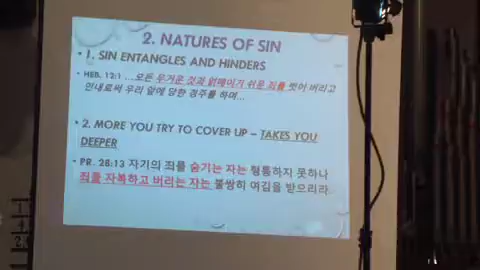 2. NATURES OF SIN
• 1. SIN ENTANGLES AND HINDERS
• HEB. 12:1 ...모든 무거운 것과 얽매이기 쉬운 죄를 벗어 버리고
인내로써 우리 앞에 당한 경주를 하며...
• 2. MORE YOU TRY TO COVER UP – TAKES YOU
DEEPER
• PR. 28:13 자기의 죄를 숨기는 자는 형통하지 못하나
죄를 자복하고 버리는 자는 불쌍히 여김을 받으리라.